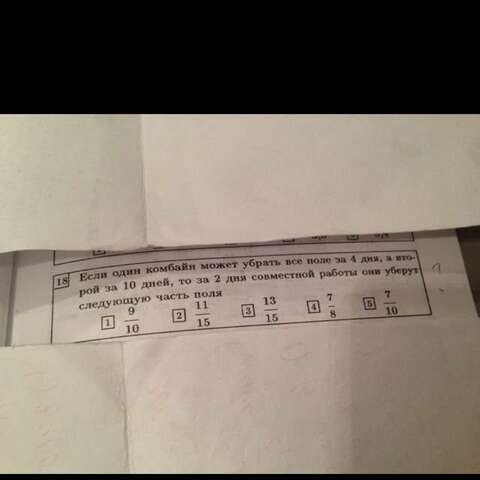 18 Если один комбайн может убрать все поле за 4 дня, а вто-
рой за 10 дней, то за 2 дня совместной работы они уберут
следующую часть поля
1 9/10 2 11/15 3 13/15 4 7/8 5 7/10
?